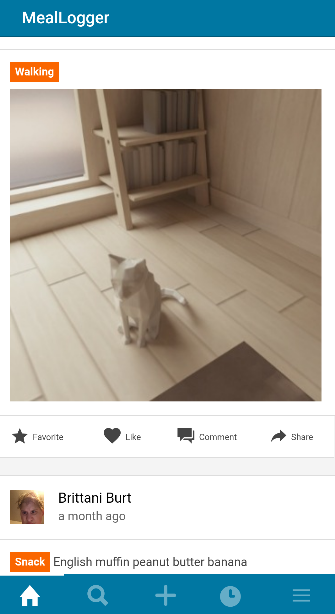 MealLogger
Walking
Favorite
Like
Comment
Share
Brittani Burt
a month ago
Snack English muffin peanut butter banana